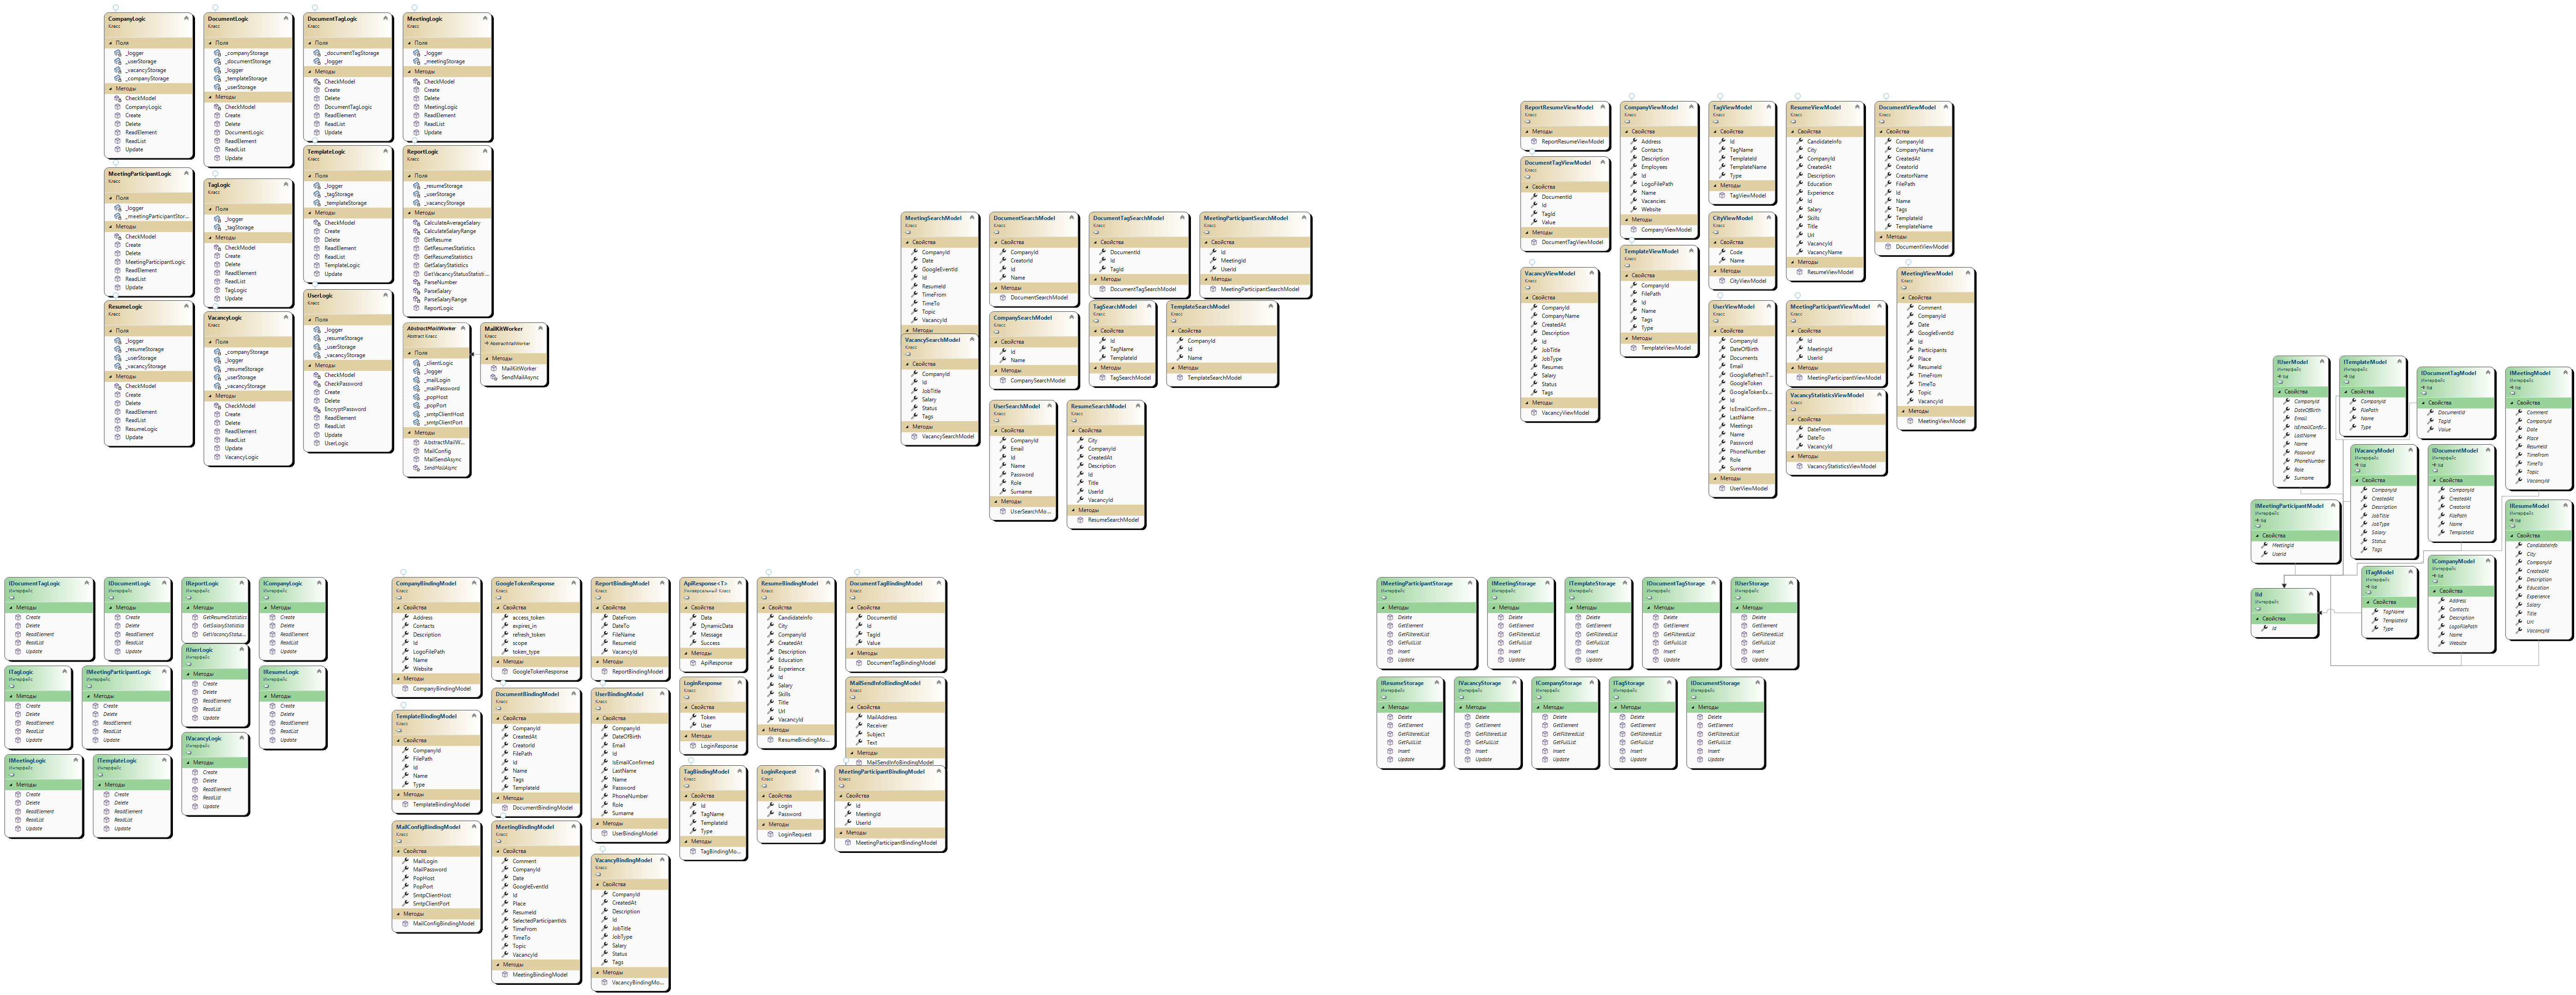 CompanyLogic
Класс
Поля
_logger
_userStorage
_vacancyStorage
_companyStorage
Методы
CheckModel
CompanyLogic
Create
Delete
ReadElement
ReadList
Update
DocumentLogic
Класс
Поля
_companyStorage
_documentStorage
_logger
_templateStorage
_userStorage
Методы
CheckModel
Create
Delete
DocumentLogic
ReadElement
ReadList
Update
DocumentTagLogic
Класс
Поля
_documentTagStorage
_logger
Методы
CheckModel
Create
Delete
DocumentTagLogic
ReadElement
ReadList
Update
MeetingLogic
Класс
Поля
_logger
_meetingStorage
Методы
CheckModel
Create
Delete
MeetingLogic
ReadElement
ReadList
Update
MeetingParticipantLogic
Класс
Поля
_logger
_meetingParticipantStor...
Методы
CheckModel
Create
Delete
MeetingParticipantLogic
ReadElement
ReadList
Update
TagLogic
Класс
Поля
_logger
_tagStorage
Методы
CheckModel
Create
Delete
ReadElement
ReadList
TagLogic
Update
TemplateLogic
Класс
Поля
_logger
_tagStorage
_templateStorage
Методы
CheckModel
Create
Delete
ReadElement
ReadList
TemplateLogic
Update
ReportLogic
Класс
Поля
_resumeStorage
_userStorage
_vacancyStorage
Методы
CalculateAverageSalary
CalculateSalaryRange
GetResume
GetResumesStatistics
GetResumeStatistics
GetSalaryStatistics
GetVacancyStatusStatisti...
ParseNumber
ParseSalary
ParseSalaryRange
ReportLogic
ResumeLogic
Класс
Поля
_logger
_resumeStorage
_userStorage
_vacancyStorage
Методы
CheckModel
Create
Delete
ReadElement
ReadList
ResumeLogic
Update
VacancyLogic
Класс
Поля
_companyStorage
_logger
_resumeStorage
_userStorage
_vacancyStorage
Методы
CheckModel
Create
Delete
ReadElement
ReadList
Update
VacancyLogic
UserLogic
Класс
Поля
_logger
_resumeStorage
_userStorage
_vacancyStorage
Методы
CheckModel
CheckPassword
Create
Delete
EncryptPassword
ReadElement
ReadList
Update
UserLogic
AbstractMailWorker
Abstract Класс
Поля
_clientLogic
_logger
_mailLogin
_mailPassword
_popHost
_popPort
_smtpClientHost
_smtpClientPort
Методы
AbstractMailW...
MailConfig
MailSendAsync
SendMailAsync
MailKitWorker
Класс
AbstractMailWorker
Методы
MailKitWorker
SendMailAsync
MeetingSearchModel
Класс
Свойства
CompanyId
Date
GoogleEventId
Id
ResumeId
TimeFrom
TimeTo
Topic
VacancyId
Методы
VacancySearchModel
Класс
Свойства
CompanyId
Id
JobTitle
Salary
Status
Tags
Методы
VacancySearchModel
DocumentSearchModel
Класс
Свойства
CompanyId
CreatorId
Id
Name
Методы
DocumentSearchModel
DocumentTagSearchModel
Класс
Свойства
DocumentId
Id
TagId
Методы
DocumentTagSearchModel
MeetingParticipantSearchModel
Класс
Свойства
Id
MeetingId
UserId
Методы
MeetingParticipantSearchModel
CompanySearchModel
Класс
Свойства
Id
Name
Методы
CompanySearchModel
TagSearchModel
Класс
Свойства
Id
TagName
TemplateId
Методы
TagSearchModel
TemplateSearchModel
Класс
Свойства
CompanyId
Id
Name
Методы
TemplateSearchModel
UserSearchModel
Класс
Свойства
CompanyId
Email
Id
Name
Password
Role
Surname
Методы
UserSearchMo...
ResumeSearchModel
Класс
Свойства
City
CompanyId
CreatedAt
Description
Id
Title
UserId
VacancyId
Методы
ResumeSearchModel
ReportResumeViewModel
Класс
Методы
ReportResumeViewModel
DocumentTagViewModel
Класс
Свойства
DocumentId
Id
TagId
Value
Методы
DocumentTagViewModel
VacancyViewModel
Класс
Свойства
CompanyId
CompanyName
CreatedAt
Description
Id
JobTitle
JobType
Resumes
Salary
Status
Tags
Методы
VacancyViewModel
CompanyViewModel
Класс
Свойства
Address
Contacts
Description
Employees
Id
LogoFilePath
Name
Vacancies
Website
Методы
CompanyViewModel
TemplateViewModel
Класс
Свойства
CompanyId
FilePath
Id
Name
Tags
Type
Методы
TemplateViewModel
TagViewModel
Класс
Свойства
Id
TagName
TemplateId
TemplateName
Type
Методы
TagViewModel
CityViewModel
Класс
Свойства
Code
Name
Методы
CityViewModel
UserViewModel
Класс
Свойства
CompanyId
DateOfBirth
Documents
Email
GoogleRefreshT...
GoogleToken
GoogleTokenEx...
Id
IsEmailConfirm...
LastName
Meetings
Name
Password
PhoneNumber
Role
Surname
Методы
UserViewModel
ResumeViewModel
Класс
Свойства
CandidateInfo
City
CompanyId
CreatedAt
Description
Education
Experience
Id
Salary
Skills
Title
Url
VacancyId
VacancyName
Методы
ResumeViewModel
MeetingParticipantViewModel
Класс
Свойства
Id
MeetingId
UserId
Методы
MeetingParticipantViewModel
VacancyStatisticsViewModel
Класс
Свойства
DateFrom
DateTo
VacancyId
Методы
VacancyStatisticsViewModel
DocumentViewModel
Класс
Свойства
CompanyId
CompanyName
CreatedAt
CreatorId
CreatorName
FilePath
Id
Name
Tags
TemplateId
TemplateName
Методы
DocumentViewModel
MeetingViewModel
Класс
Свойства
Comment
CompanyId
Date
GoogleEventId
Id
Participants
Place
ResumeId
TimeFrom
TimeTo
Topic
VacancyId
Методы
MeetingViewModel
IUserModel
Интерфейс
IId
Свойства
CompanyId
DateOfBirth
Email
IsEmailConfir...
LastName
Name
Password
PhoneNumber
Role
Surname
ITemplateModel
Интерфейс
IId
Свойства
CompanyId
FilePath
Name
Type
IDocumentTagModel
Интерфейс
IId
Свойства
DocumentId
TagId
Value
IMeetingModel
Интерфейс
IId
Свойства
Comment
CompanyId
Date
Place
ResumeId
TimeFrom
TimeTo
Topic
VacancyId
IVacancyModel
Интерфейс
IId
Свойства
CompanyId
CreatedAt
Description
JobTitle
JobType
Salary
Status
Tags
IDocumentModel
Интерфейс
IId
Свойства
CompanyId
CreatedAt
CreatorId
FilePath
Name
TemplateId
IMeetingParticipantModel
Интерфейс
IId
Свойства
MeetingId
UserId
IResumeModel
Интерфейс
IId
Свойства
CandidateInfo
City
CompanyId
CreatedAt
Description
Education
Experience
Salary
Title
Url
VacancyId
ICompanyModel
Интерфейс
IId
Свойства
Address
Contacts
Description
LogoFilePath
Name
Website
ITagModel
Интерфейс
IId
Свойства
TagName
TemplateId
Type
IId
Интерфейс
Свойства
Id
IDocumentTagLogic
Интерфейс
Методы
Create
Delete
ReadElement
ReadList
Update
IDocumentLogic
Интерфейс
Методы
Create
Delete
ReadElement
ReadList
Update
IReportLogic
Интерфейс
Методы
GetResumeStatistics
GetSalaryStatistics
GetVacancyStatus...
ICompanyLogic
Интерфейс
Методы
Create
Delete
ReadElement
ReadList
Update
IUserLogic
Интерфейс
Методы
Create
Delete
ReadElement
ReadList
Update
ITagLogic
Интерфейс
Методы
Create
Delete
ReadElement
ReadList
Update
IMeetingParticipantLogic
Интерфейс
Методы
Create
Delete
ReadElement
ReadList
Update
IResumeLogic
Интерфейс
Методы
Create
Delete
ReadElement
ReadList
Update
IVacancyLogic
Интерфейс
Методы
Create
Delete
ReadElement
ReadList
Update
IMeetingLogic
Интерфейс
Методы
Create
Delete
ReadElement
ReadList
Update
ITemplateLogic
Интерфейс
Методы
Create
Delete
ReadElement
ReadList
Update
CompanyBindingModel
Класс
Свойства
Address
Contacts
Description
Id
LogoFilePath
Name
Website
Методы
CompanyBindingModel
TemplateBindingModel
Класс
Свойства
CompanyId
FilePath
Id
Name
Type
Методы
TemplateBindingModel
MailConfigBindingModel
Класс
Свойства
MailLogin
MailPassword
PopHost
PopPort
SmtpClientHost
SmtpClientPort
Методы
MailConfigBindingModel
GoogleTokenResponse
Класс
Свойства
access_token
expires_in
refresh_token
scope
token_type
Методы
GoogleTokenResponse
DocumentBindingModel
Класс
Свойства
CompanyId
CreatedAt
CreatorId
FilePath
Id
Name
Tags
TemplateId
Методы
DocumentBindingModel
MeetingBindingModel
Класс
Свойства
Comment
CompanyId
Date
GoogleEventId
Id
Place
ResumeId
SelectedParticipantIds
TimeFrom
TimeTo
Topic
VacancyId
Методы
MeetingBindingModel
ReportBindingModel
Класс
Свойства
DateFrom
DateTo
FileName
ResumeId
VacancyId
Методы
ReportBindingModel
UserBindingModel
Класс
Свойства
CompanyId
DateOfBirth
Email
Id
IsEmailConfirmed
LastName
Name
Password
PhoneNumber
Role
Surname
Методы
UserBindingModel
VacancyBindingModel
Класс
Свойства
CompanyId
CreatedAt
Description
Id
JobTitle
JobType
Salary
Status
Tags
Методы
VacancyBindingMo...
ApiResponse<T>
Универсальный Класс
Свойства
Data
DynamicData
Message
Success
Методы
ApiResponse
LoginResponse
Класс
Свойства
Token
User
Методы
LoginResponse
TagBindingModel
Класс
Свойства
Id
TagName
TemplateId
Type
Методы
TagBindingMo...
ResumeBindingModel
Класс
Свойства
CandidateInfo
City
CompanyId
CreatedAt
Description
Education
Experience
Id
Salary
Skills
Title
Url
VacancyId
Методы
ResumeBindingMo...
LoginRequest
Класс
Свойства
Login
Password
Методы
LoginRequest
DocumentTagBindingModel
Класс
Свойства
DocumentId
Id
TagId
Value
Методы
DocumentTagBindingModel
MailSendInfoBindingModel
Класс
Свойства
MailAddress
Receiver
Subject
Text
Методы
MailSendInfoBindingModel
MeetingParticipantBindingModel
Класс
Свойства
Id
MeetingId
UserId
Методы
MeetingParticipantBindingModel
IMeetingParticipantStorage
Интерфейс
Методы
Delete
GetElement
GetFilteredList
GetFullList
Insert
Update
IMeetingStorage
Интерфейс
Методы
Delete
GetElement
GetFilteredList
GetFullList
Insert
Update
ITemplateStorage
Интерфейс
Методы
Delete
GetElement
GetFilteredList
GetFullList
Insert
Update
IDocumentTagStorage
Интерфейс
Методы
Delete
GetElement
GetFilteredList
GetFullList
Insert
Update
IUserStorage
Интерфейс
Методы
Delete
GetElement
GetFilteredList
GetFullList
Insert
Update
IResumeStorage
Интерфейс
Методы
Delete
GetElement
GetFilteredList
GetFullList
Insert
Update
IVacancyStorage
Интерфейс
Методы
Delete
GetElement
GetFilteredList
GetFullList
Insert
Update
ICompanyStorage
Интерфейс
Методы
Delete
GetElement
GetFilteredList
GetFullList
Insert
Update
ITagStorage
Интерфейс
Методы
Delete
GetElement
GetFilteredList
GetFullList
Insert
Update
IDocumentStorage
Интерфейс
Методы
Delete
GetElement
GetFilteredList
GetFullList
Insert
Update